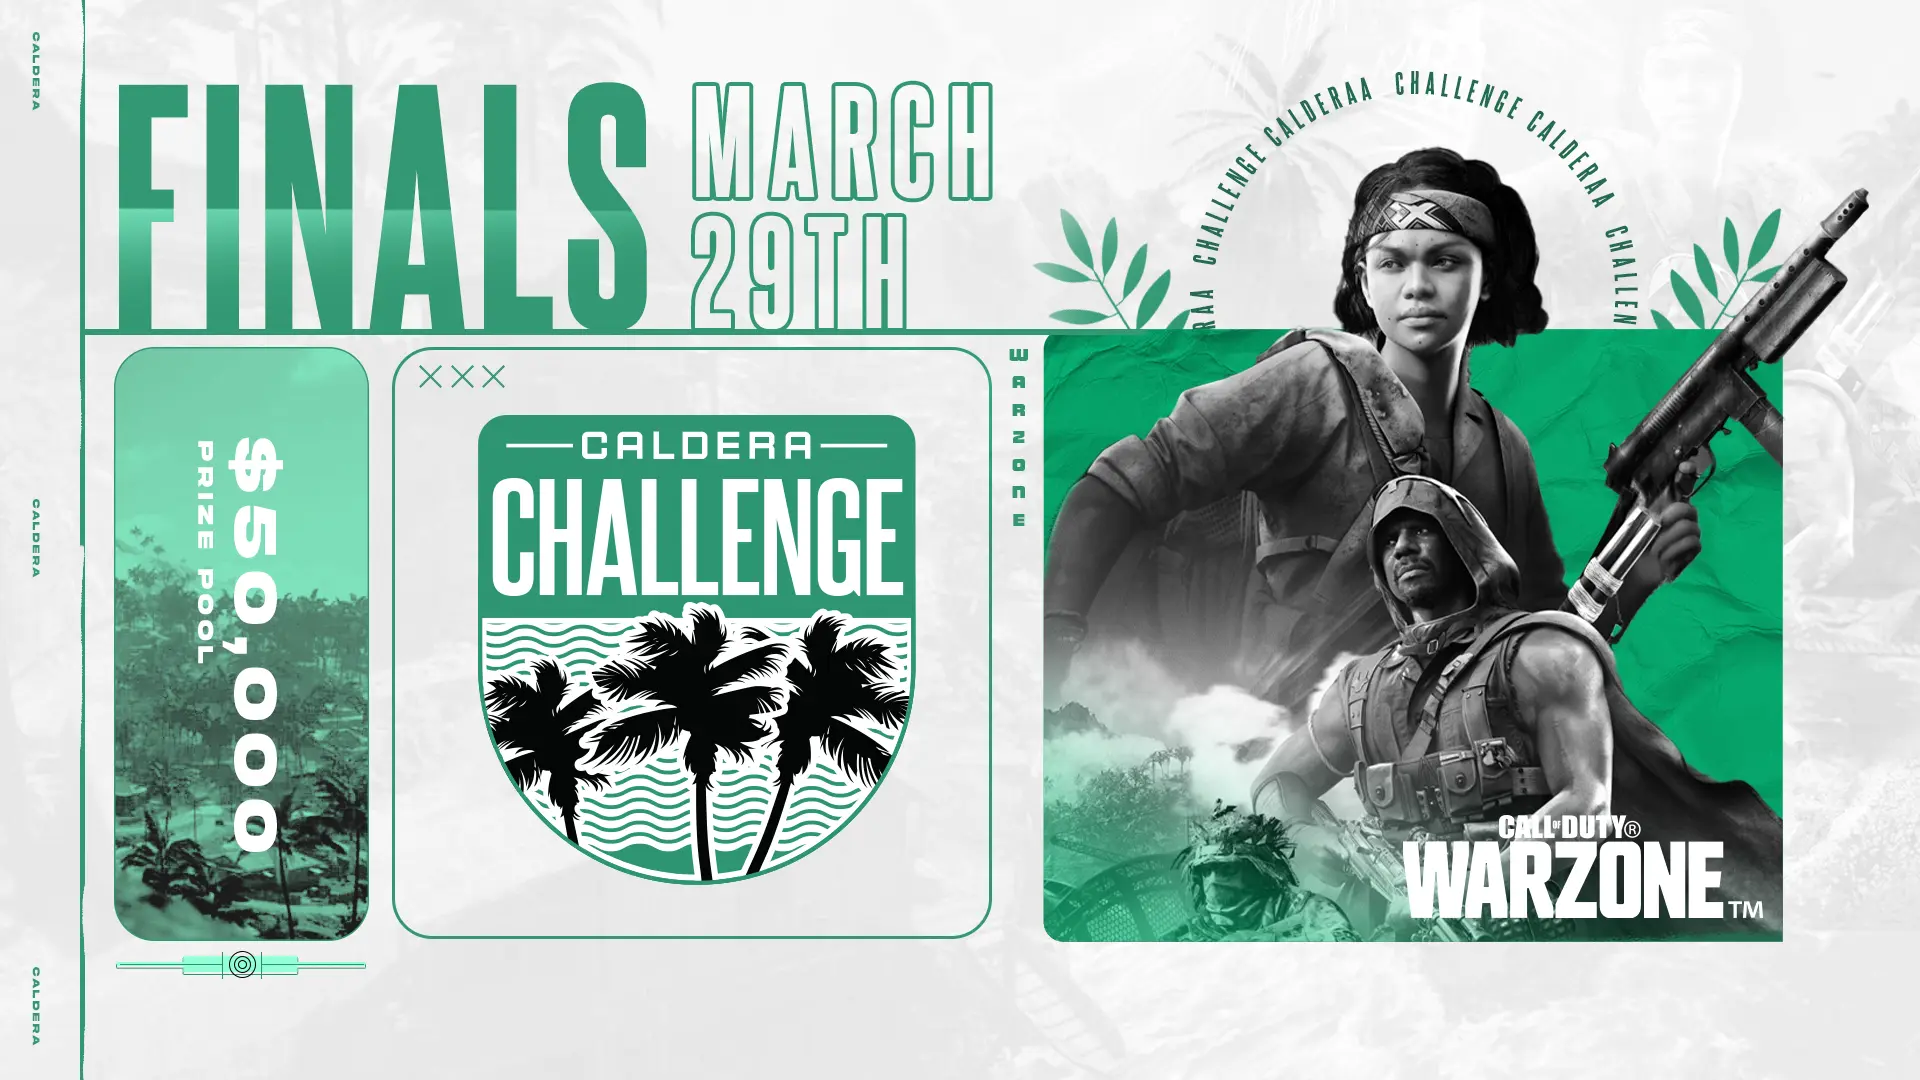 CALDERA
CALDERA
CALDERA
FINALS
MARCH
29TH
$50,000
PRIZE POOL
XXX
CALDERA
CHALLENGE
WARZONE
RAA CHALLENGE CALDERAA CHALLENGE CALDERAA CHALLEN
CALL OF DUTY®
WARZONE™